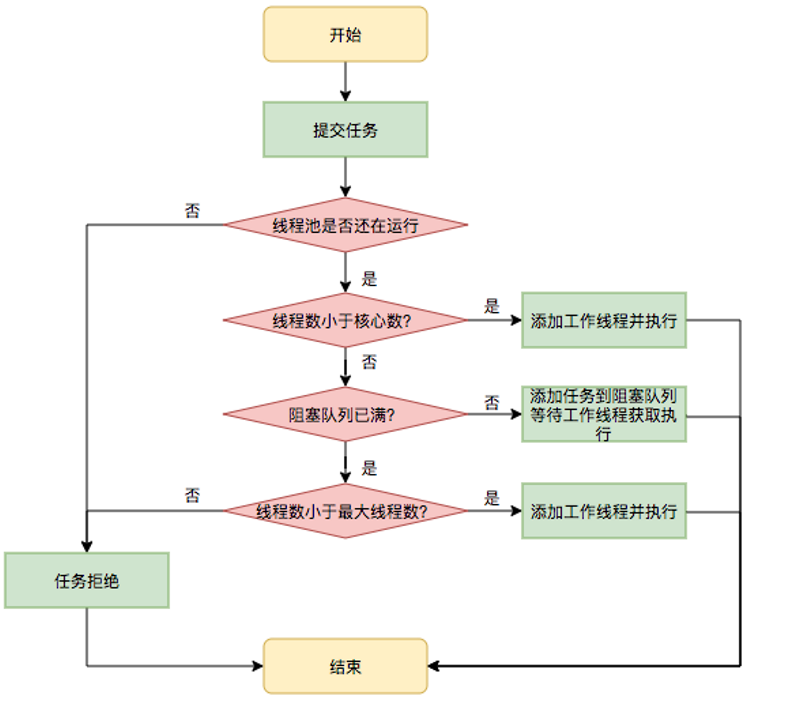 开始
提交任务
否
线程池是否还在运行
是
线程数小于核心数?
是
添加工作线程并执行
否
阻塞队列已满?
否
添加任务到阻塞队列
等待工作线程获取执
行
是
否
线程数小于最大线程数?
是
添加工作线程并执行
任务拒绝
结束